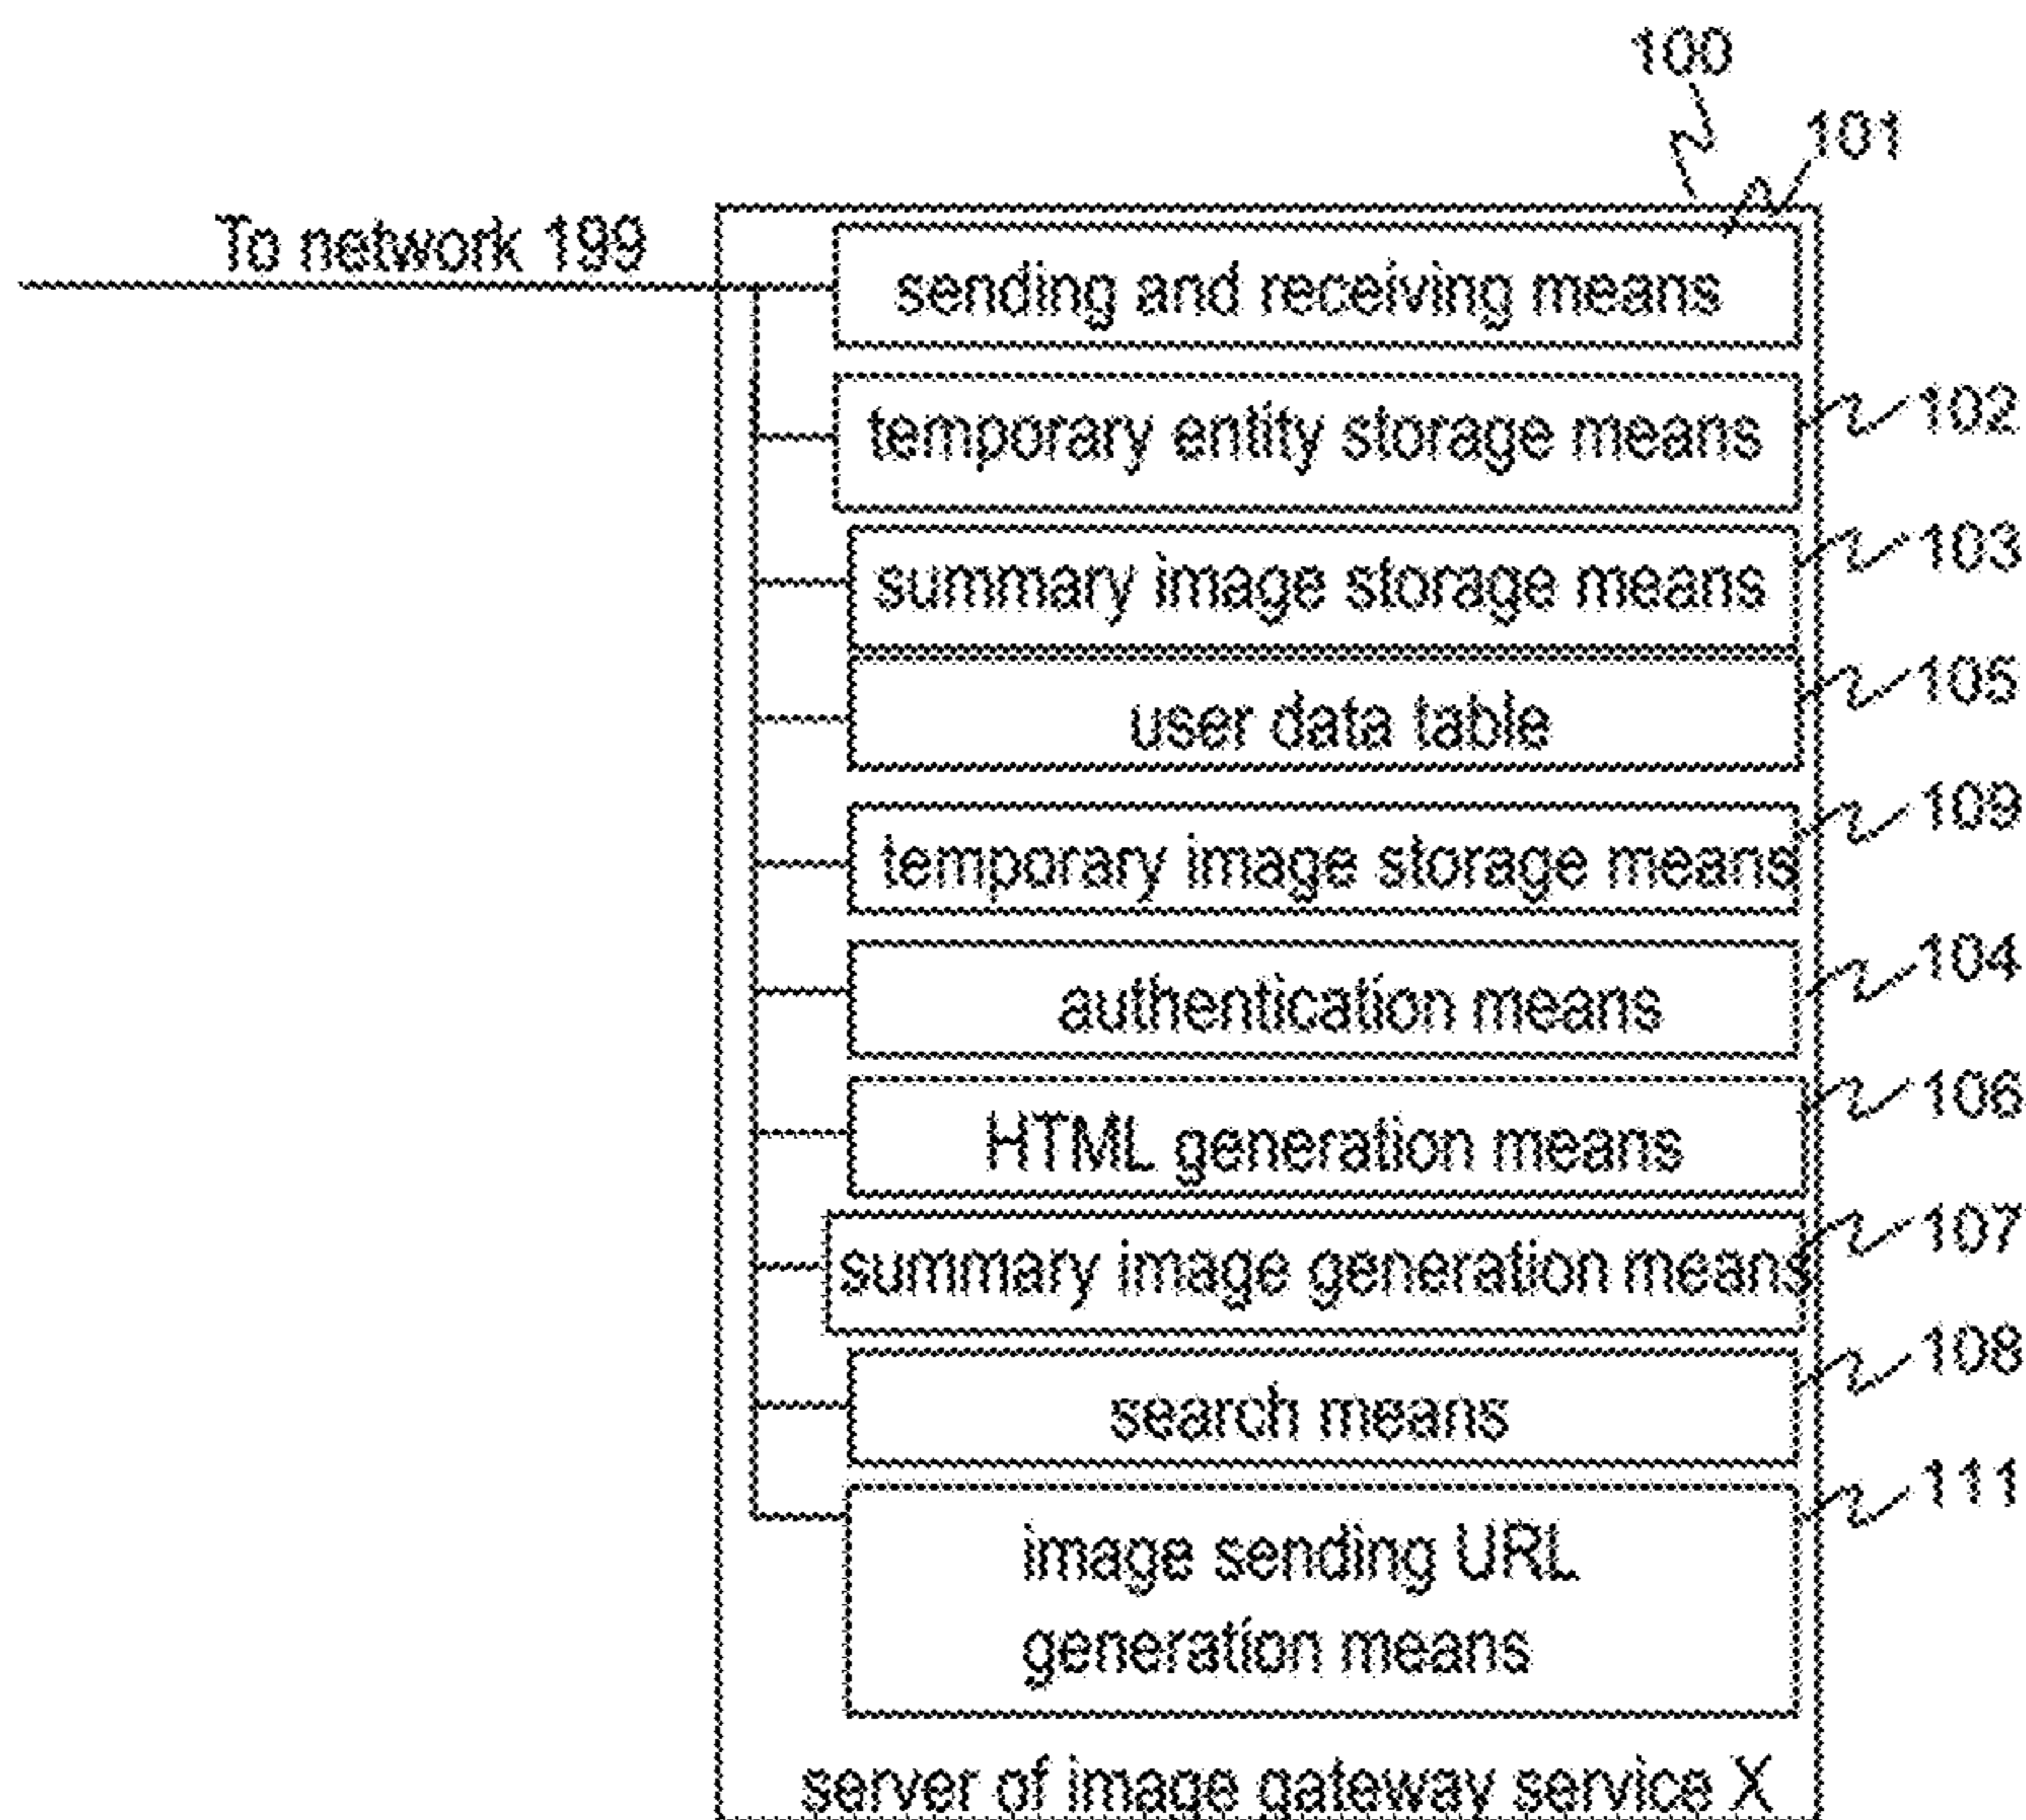 100
101
To network 199
sending and receiving means
temporary entity storage means
102
summary image storage means
103
user data table
105
temporary image storage means
109
authentication means
104
HTML generation means
106
summary image generation means
107
search means
108
image sending URL
generation means
111
server of image gateway service X